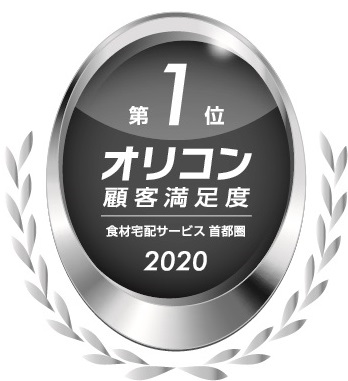 第1位
オリコン
顧客満足度
食材宅配サービス 首都圏
2020